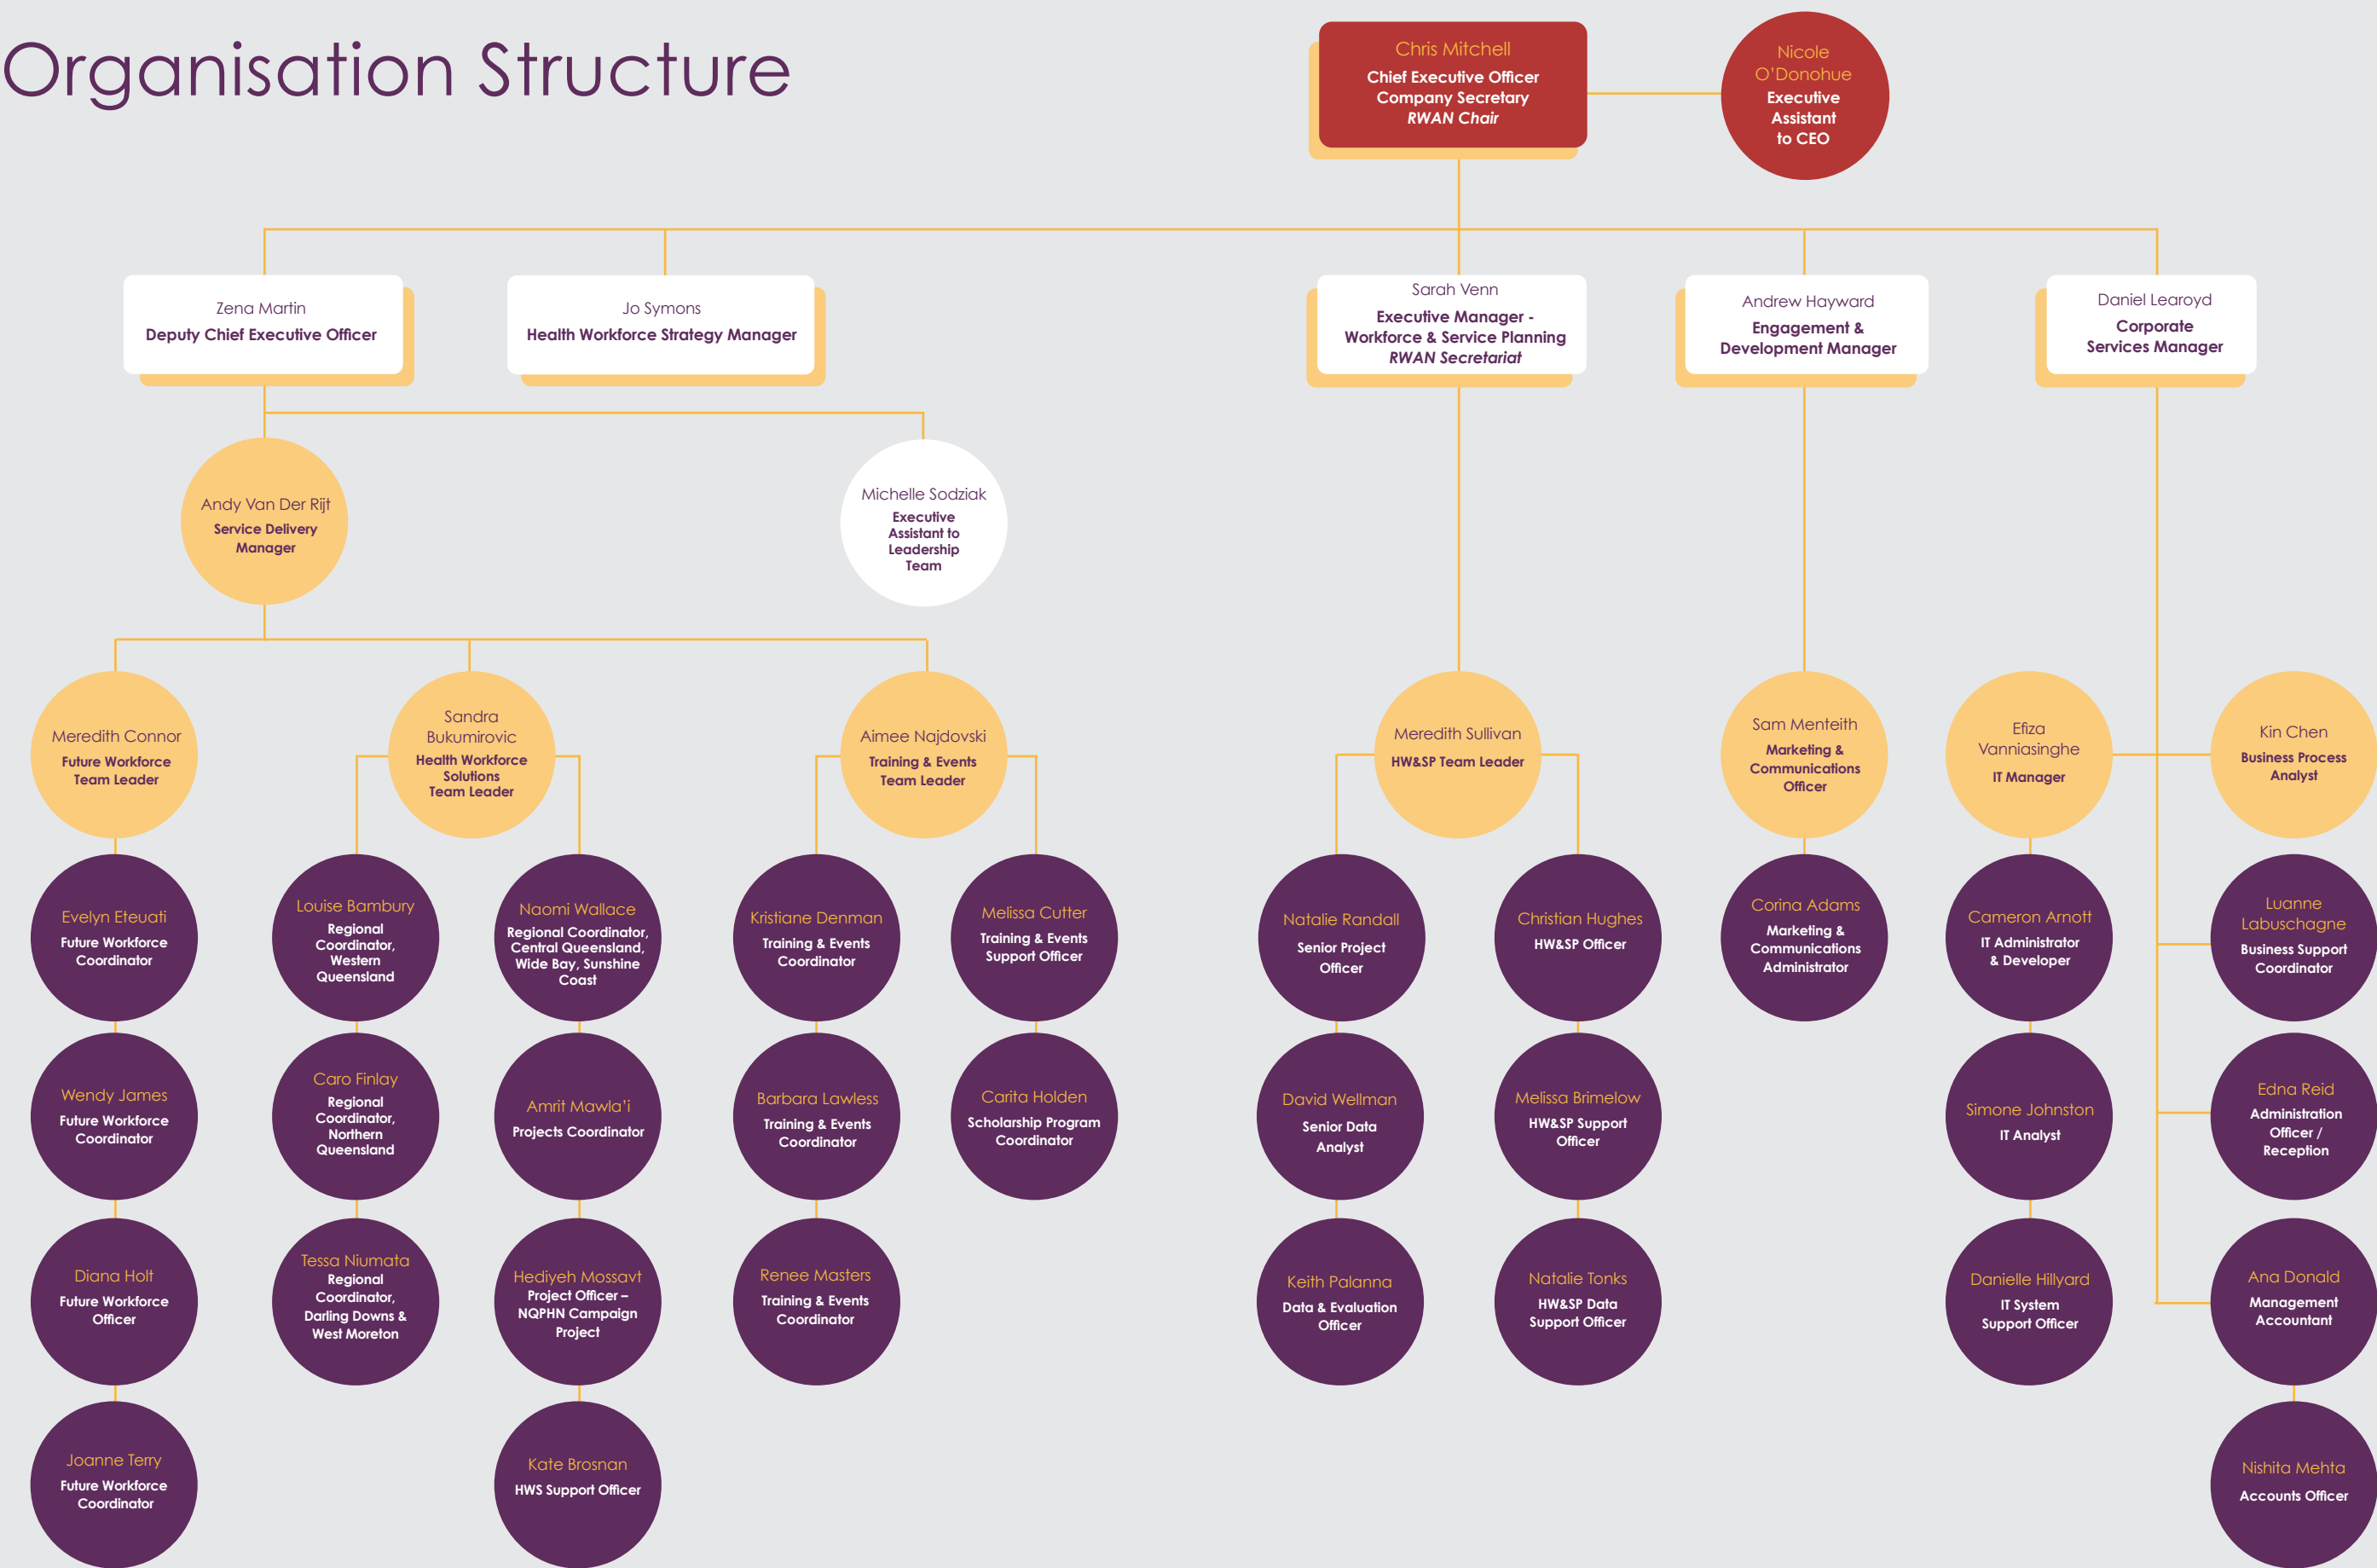 Organisation Structure
Chris Mitchell
Chief Executive Officer
Company Secretary
RWAN Chair
Nicole
O'Donohue
Executive
Assistant
to CEO
Zena Martin
Deputy Chief Executive Officer
Jo Symons
Health Workforce Strategy Manager
Sarah Venn
Executive Manager -
Workforce & Service Planning
RWAN Secretariat
Andrew Hayward
Engagement &
Development Manager
Daniel Learoyd
Corporate
Services Manager
Andy Van Der Rijt
Service Delivery
Manager
Michelle Sodziak
Executive
Assistant to
Leadership
Team
Meredith Connor
Future Workforce
Team Leader
Sandra
Bukumirovic
Health Workforce
Solutions
Team Leader
Aimee Najdovski
Training & Events
Team Leader
Meredith Sullivan
HW&SP Team Leader
Sam Menteith
Marketing &
Communications
Officer
Efiza
Vanniasinghe
IT Manager
Kin Chen
Business Process
Analyst
Evelyn Eteuati
Future Workforce
Coordinator
Louise Bambury
Regional
Coordinator,
Western
Queensland
Naomi Wallace
Regional Coordinator,
Central Queensland,
Wide Bay, Sunshine
Coast
Kristiane Denman
Training & Events
Coordinator
Melissa Cutter
Training & Events
Support Officer
Natalie Randall
Senior Project
Officer
Christian Hughes
HW&SP Officer
Corina Adams
Marketing &
Communications
Administrator
Cameron Arnott
IT Administrator
& Developer
Luanne
Labuschagne
Business Support
Coordinator
Wendy James
Future Workforce
Coordinator
Caro Finlay
Regional
Coordinator,
Northern
Queensland
Amrit Mawla'i
Projects Coordinator
Barbara Lawless
Training & Events
Coordinator
Carita Holden
Scholarship Program
Coordinator
David Wellman
Senior Data
Analyst
Melissa Brimelow
HW&SP Support
Officer
Simone Johnston
IT Analyst
Edna Reid
Administration
Officer /
Reception
Diana Holt
Future Workforce
Officer
Tessa Niumata
Regional
Coordinator,
Darling Downs &
West Moreton
Hediyeh Mossavt
Project Officer –
NQPHN Campaign
Project
Renee Masters
Training & Events
Coordinator
Keith Palanna
Data & Evaluation
Officer
Natalie Tonks
HW&SP Data
Support Officer
Danielle Hillyard
IT System
Support Officer
Ana Donald
Management
Accountant
Joanne Terry
Future Workforce
Coordinator
Kate Brosnan
HWS Support Officer
Nishita Mehta
Accounts Officer